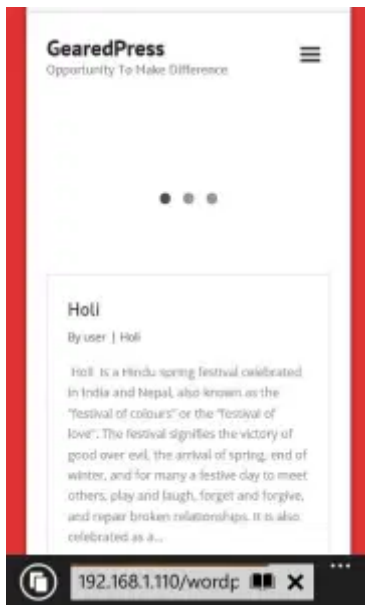 GearedPress
Opportunity To Make Difference
Holi
By user | Holi
Holi is a Hindu spring festival celebrated
in India and Nepal, also known as the
"festival of colours" or the "festival of
love". The festival signifies the victory of
good over evil, the arrival of spring, end of
winter, and for many a festive day to meet
others, play and laugh, forget and forgive,
and repair broken relationships. It is also
celebrated as a...
192.168.1.110/wordp